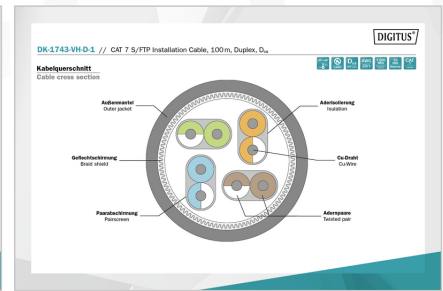 DIGITUS®
DK-1743-VH-D-1 // CAT 7 S/FTP Installation Cable, 100 m, Duplex, Dca
Kabelquerschnitt
Cable cross section
Außenmantel
Outer jacket
Aderisolierung
Insulation
Geflechtschirmung
Braid shield
Cu-Draht
Cu-Wire
Paarabschirmung
Pairscreen
Adernpaare
Twisted pair